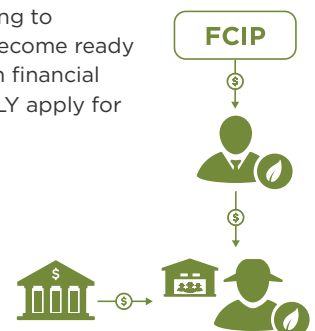 ng to
ecome ready
n financial
LY apply for
FCIP
$
$
$
$